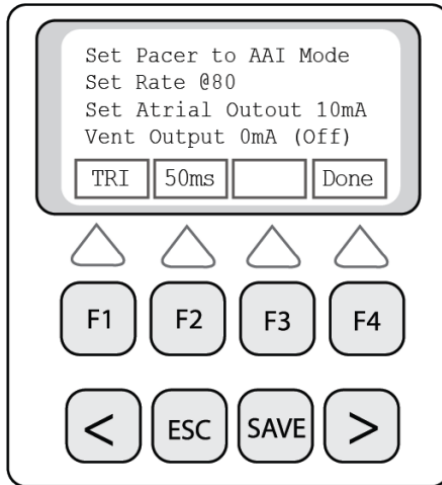 Set Pacer to AAI Mode
Set Rate @80
Set Atrial Outout 10mA
Vent Output 0mA (Off)
TRI 50ms Done
F1 F2 F3 F4
< ESC SAVE >